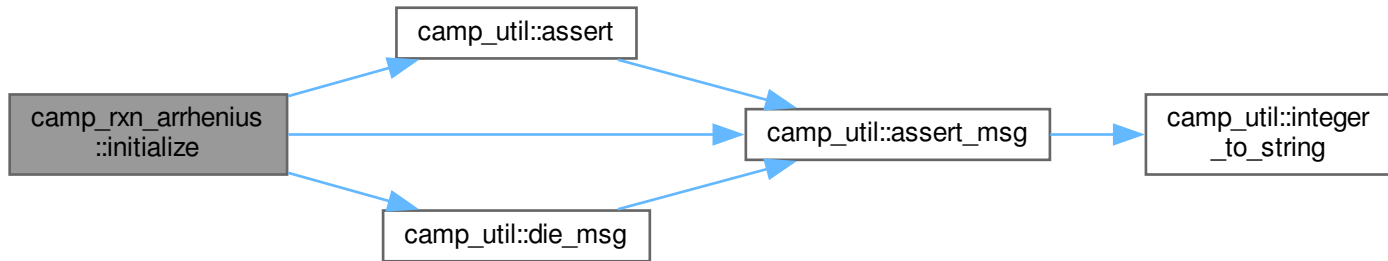 camp_rxn_arrhenius
::initialize
camp_util::assert
camp_util::assert_msg
camp_util::die_msg
camp_util::integer
_to_string